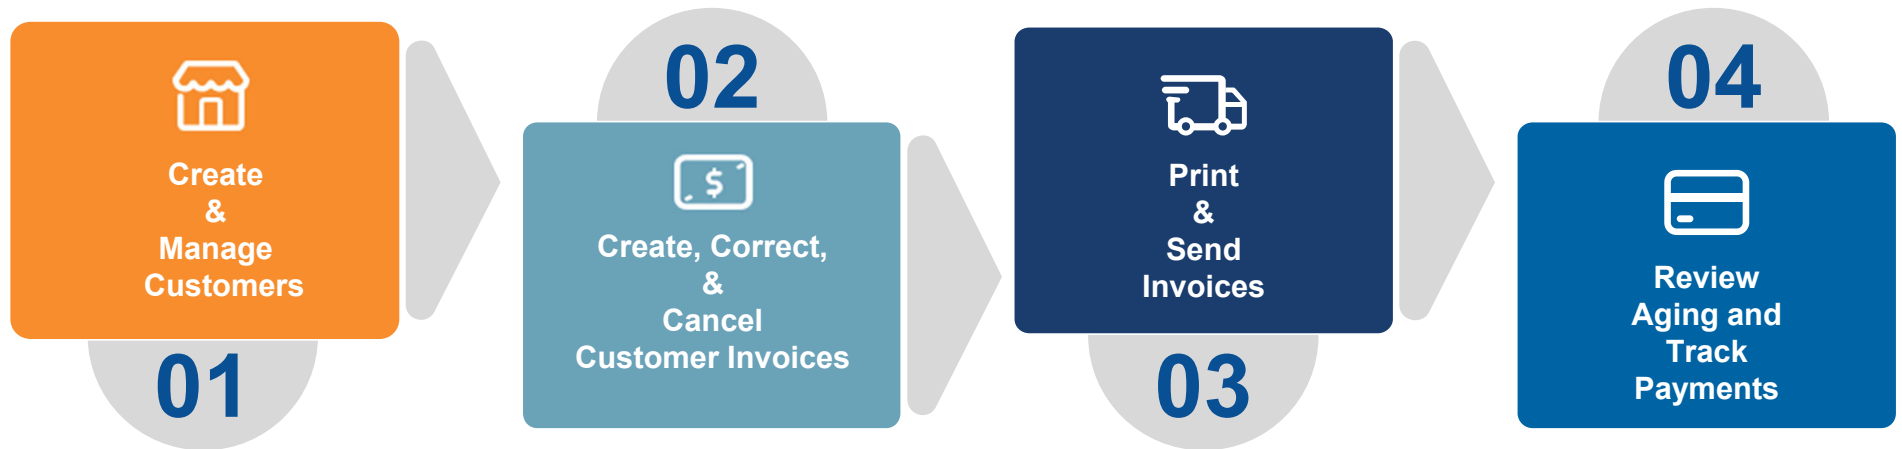 Create
&
Manage
Customers
01
02
$
Create, Correct,
&
Cancel
Customer Invoices
Print
&
Send
Invoices
03
04
Review
Aging and
Track
Payments